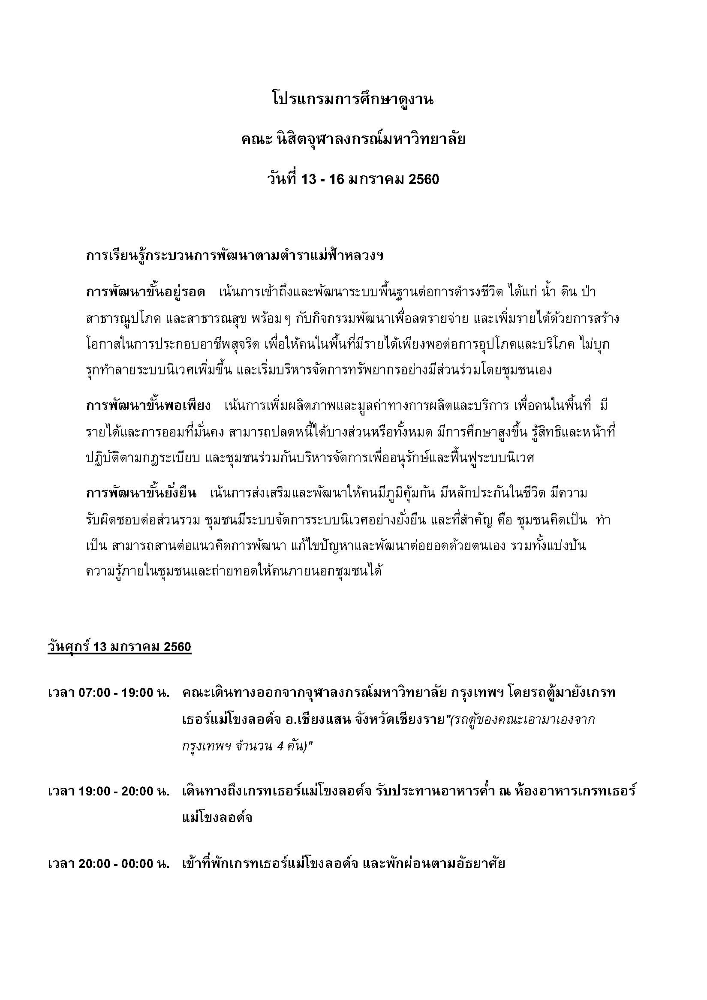 โปรแกรมการศึกษาดูงาน
คณะ นิสิตจุฬาลงกรณ์มหาวิทยาลัย
วันที่ 13 - 16 มกราคม 2560
การเรียนรู้กระบวนการพัฒนาตามตำราแม่ฟ้าหลวงฯ
การพัฒนาขั้นอยู่รอด เน้นการเข้าถึงและพัฒนาระบบพื้นฐานต่อการดำรงชีวิต ได้แก่ น้ำ ดิน ป่า
สาธารณูปโภค และสาธารณสุข พร้อมๆ กับกิจกรรมพัฒนาเพื่อลดรายจ่าย และเพิ่มรายได้ด้วยการสร้าง
โอกาสในการประกอบอาชีพสุจริต เพื่อให้คนในพื้นที่มีรายได้เพียงพอต่อการอุปโภคและบริโภค ไม่บุก
รุกทำลายระบบนิเวศเพิ่มขึ้น และเริ่มบริหารจัดการทรัพยากรอย่างมีส่วนร่วมโดยชุมชนเอง
การพัฒนาขั้นพอเพียง เน้นการเพิ่มผลิตภาพและมูลค่าทางการผลิตและบริการ เพื่อคนในพื้นที่ มี
รายได้และการออมที่มั่นคง สามารถปลดหนี้ได้บางส่วนหรือทั้งหมด มีการศึกษาสูงขึ้น รู้สิทธิและหน้าที่
ปฏิบัติตามกฎระเบียบ และชุมชนร่วมกันบริหารจัดการเพื่ออนุรักษ์และฟื้นฟูระบบนิเวศ
การพัฒนาขั้นยั่งยืน เน้นการส่งเสริมและพัฒนาให้คนมีภูมิคุ้มกัน มีหลักประกันในชีวิต มีความ
รับผิดชอบต่อส่วนรวม ชุมชนมีระบบจัดการระบบนิเวศอย่างยั่งยืน และที่สำคัญ คือ ชุมชนคิดเป็น ทำ
เป็น สามารถสานต่อแนวคิดการพัฒนา แก้ไขปัญหาและพัฒนาต่อยอดด้วยตนเอง รวมทั้งแบ่งปัน
ความรู้ภายในชุมชนและถ่ายทอดให้คนภายนอกชุมชนได้
วันศุกร์ 13 มกราคม 2560
เวลา 07:00 - 19:00 น. คณะเดินทางออกจากจุฬาลงกรณ์มหาวิทยาลัย กรุงเทพฯ โดยรถตู้มายังเกรท
เธอร์แม่โขงลอด์จ อ.เชียงแสน จังหวัดเชียงราย"(รถตู้ของคณะเอามาเองจาก
กรุงเทพฯ จำนวน 4 คัน)"
เวลา 19:00 - 20:00 น. เดินทางถึงเกรทเธอร์แม่โขงลอด์จ รับประทานอาหารค่ำ ณ ห้องอาหารเกรทเธอร์
แม่โขงลอด์จ
เวลา 20:00 - 00:00 น. เข้าที่พักเกรทเธอร์แม่โขงลอด์จ และพักผ่อนตามอัธยาศัย